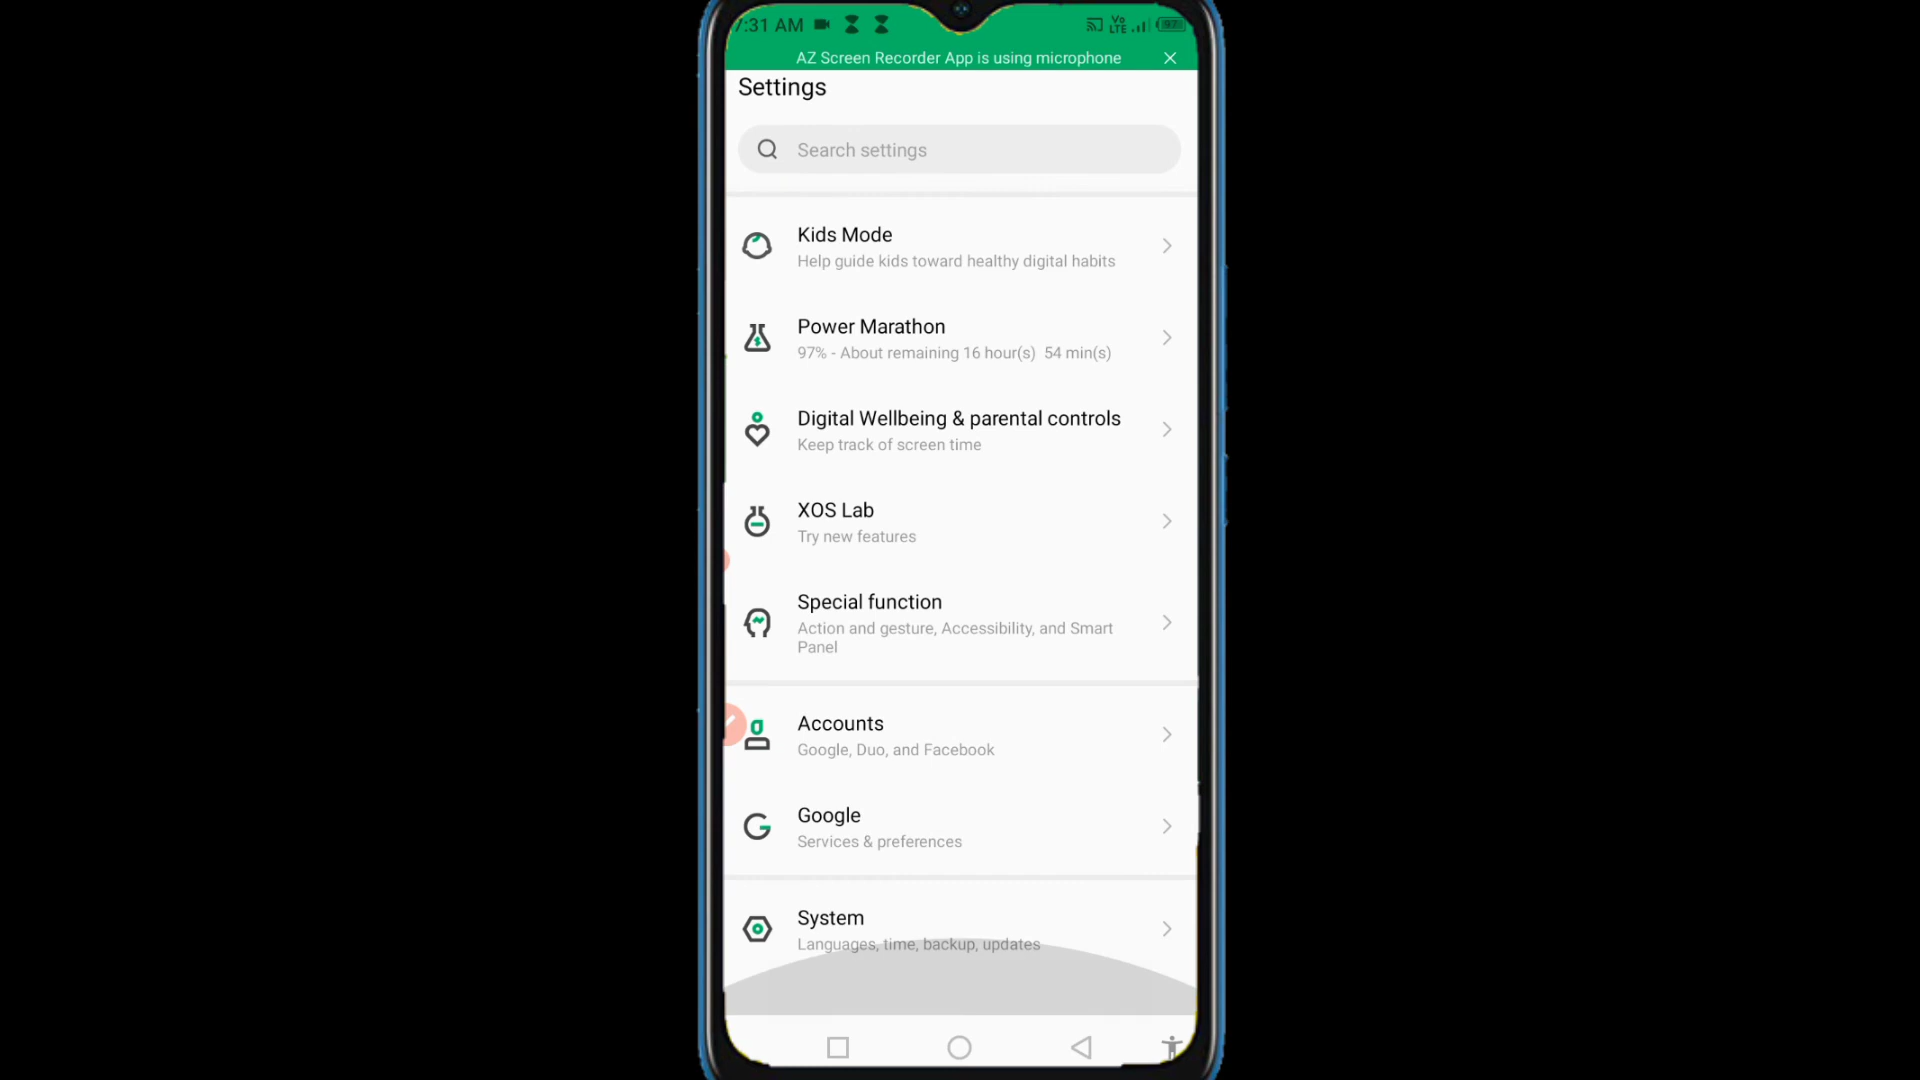 7:31 AM Vo LTE
AZ Screen Recorder App is using microphone
Settings
Search settings
Kids Mode
Help guide kids toward healthy digital habits
Power Marathon
97% - About remaining 16 hour(s) 54 min(s)
Digital Wellbeing & parental controls
Keep track of screen time
XOS Lab
Try new features
Special function
Action and gesture, Accessibility, and Smart
Panel
Accounts
Google, Duo, and Facebook
Google
Services & preferences
System
Languages, time, backup, updates